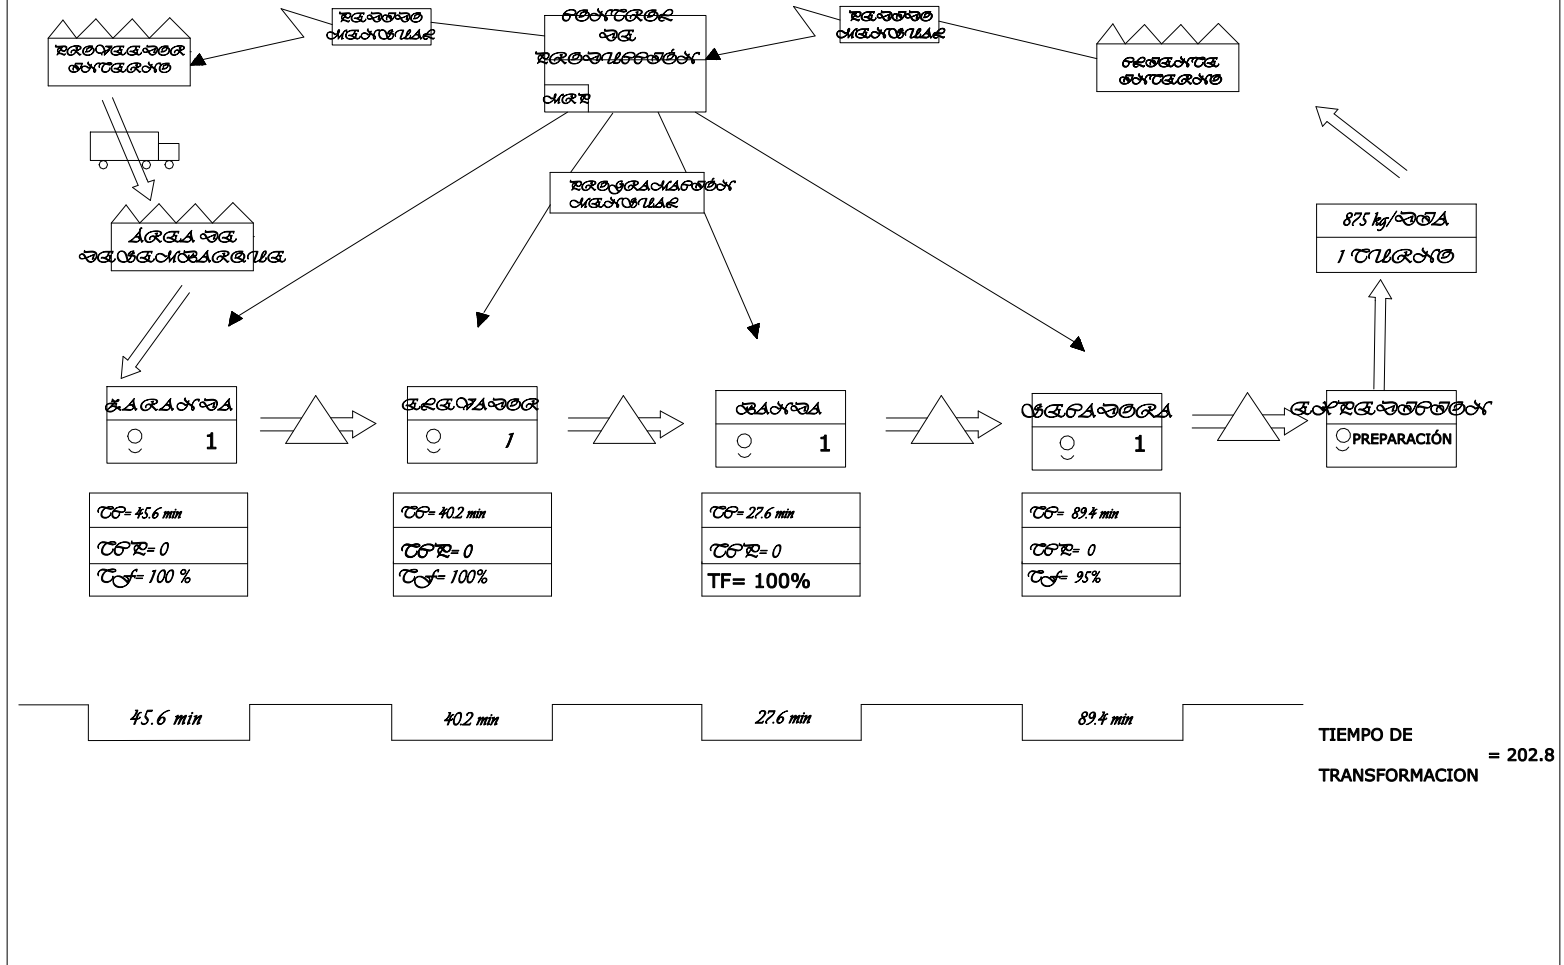 PEDIDO
MENSUAL
CONTROL
DE
PRODUCCIÓN
MRP
PEDIDO
MENSUAL
PROVEEDOR
INTERNO
CLIENTE
INTERNO
PROGRAMACIÓN
MENSUAL
ÁREA DE
DESEMBARQUE
875 kg/DIA
1 TURNO
ZARANDA
1
ELEVADOR
1
BANDA
1
SECADORA
1
EXPEDICION
PREPARACIÓN
TC= 45.6 min
TCP= 0
Tf= 100 %
TC= 40.2 min
TCP= 0
Tf= 100%
TC= 27.6 min
TCP= 0
TF= 100%
TC= 89.4 min
TCP= 0
Tf= 95%
45.6 min
40.2 min
27.6 min
89.4 min
TIEMPO DE
TRANSFORMACION
= 202.8